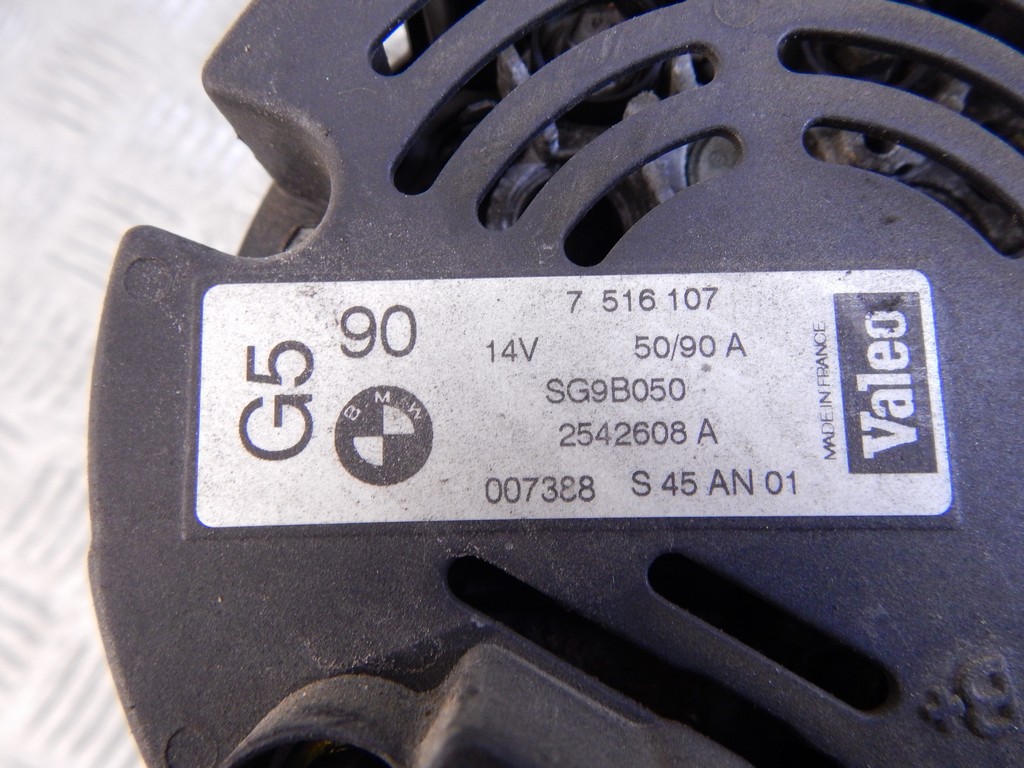 G5
90
BMW
7 516 107
14V 50/90 A
SG9B050
2542608 A
007388 S 45 AN 01
MADE IN FRANCE
Valeo
B+